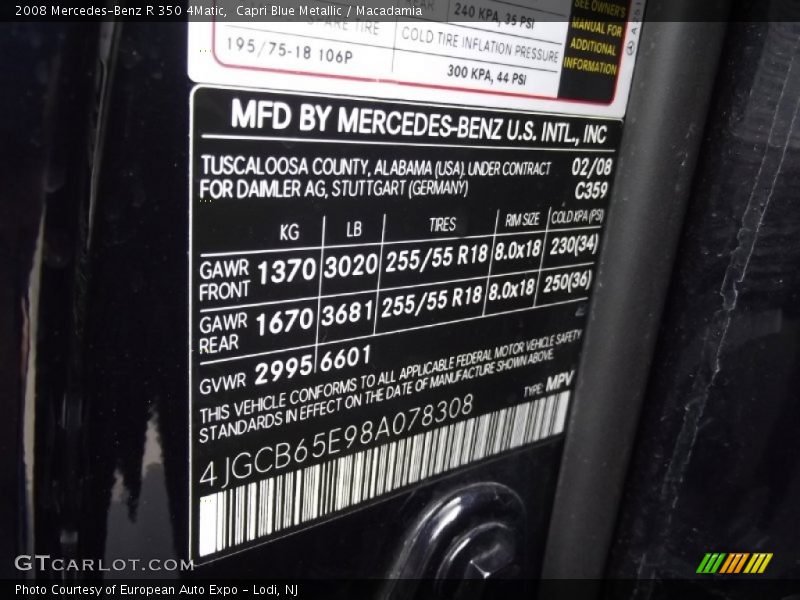 2008 Mercedes-Benz R 350 4Matic, Capri Blue Metallic / Macadamia
240 KPA, 35 PSI
SPARE TIRE
195/75-18 106P
COLD TIRE INFLATION PRESSURE
300 KPA, 44 PSI
SEE OWNER'S
MANUAL FOR
ADDITIONAL
INFORMATION
MFD BY MERCEDES-BENZ U.S. INTL., INC
TUSCALOOSA COUNTY, ALABAMA (USA), UNDER CONTRACT 02/08
FOR DAIMLER AG, STUTTGART (GERMANY) C359
KG LB TIRES RIM SIZE COLD KPA (PSI)
GAWR FRONT 1370 3020 255/55 R18 8.0x18 230(34)
GAWR REAR 1670 3681 255/55 R18 8.0x18 250(36)
GVWR 2995 6601
THIS VEHICLE CONFORMS TO ALL APPLICABLE FEDERAL MOTOR VEHICLE SAFETY
STANDARDS IN EFFECT ON THE DATE OF MANUFACTURE SHOWN ABOVE.
TYPE: MPV
4JGCB65E98A078308
GTcarlot.com
Photo Courtesy of European Auto Expo - Lodi, NJ